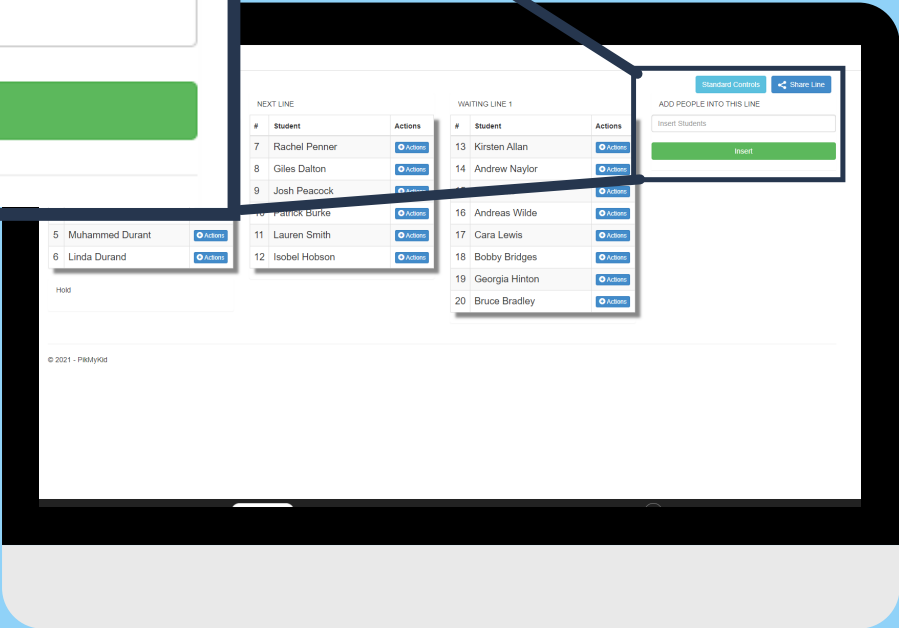 Standard Controls Share Line
NEXT LINE
# Student Actions
7 Rachel Penner Actions
8 Giles Dalton Actions
9 Josh Peacock Actions
10 Patrick Burke Actions
11 Lauren Smith Actions
12 Isobel Hobson Actions
WAITING LINE 1
# Student Actions
13 Kirsten Allan Actions
14 Andrew Naylor Actions
Actions
16 Andreas Wilde Actions
17 Cara Lewis Actions
18 Bobby Bridges Actions
19 Georgia Hinton Actions
20 Bruce Bradley Actions
ADD PEOPLE INTO THIS LINE
Insert Students
Insert
5 Muhammed Durant Actions
6 Linda Durand Actions
Hold
© 2021 - PikMyKid